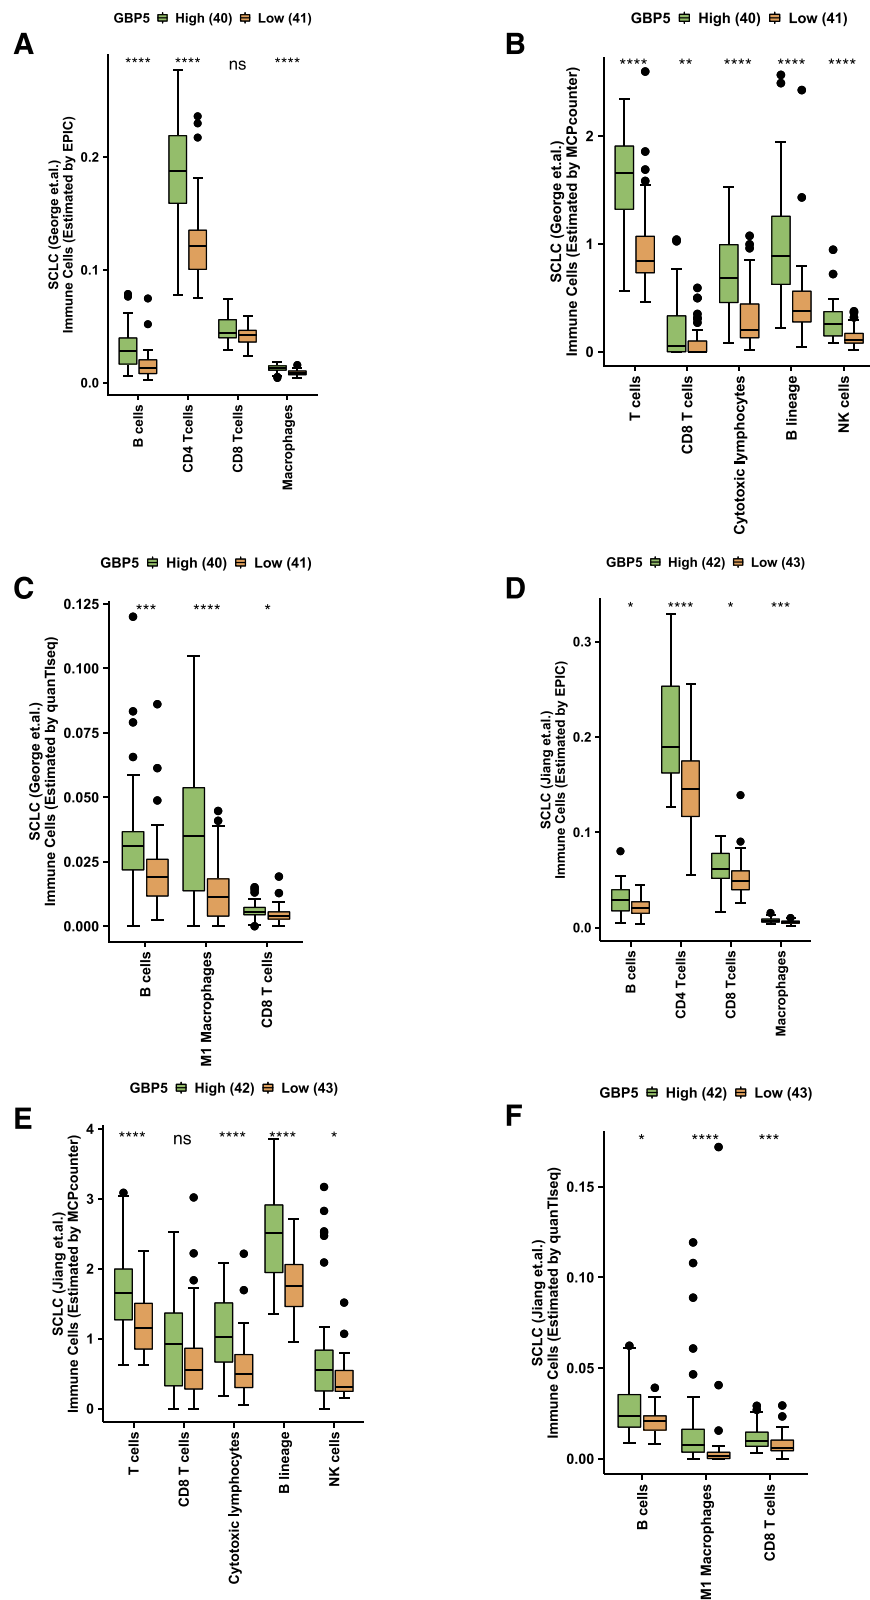 GBP5 High (40) Low (41)
A
**** **** ns ****
SCLC (George et.al.)
Immune Cells (Estimated by EPIC)
0.2
0.1
0.0
B cells
CD4 Tcells
CD8 Tcells
Macrophages
GBP5 High (40) Low (41)
B
**** ** **** **** ****
SCLC (George et.al.)
Immune Cells (Estimated by MCPcounter)
2
1
0
T cells
CD8 T cells
Cytotoxic lymphocytes
B lineage
NK cells
GBP5 High (40) Low (41)
C
*** **** *
SCLC (George et.al.)
Immune Cells (Estimated by quanTIseq)
0.125
0.100
0.075
0.050
0.025
0.000
B cells
M1 Macrophages
CD8 T cells
GBP5 High (42) Low (43)
D
* **** * ***
SCLC (Jiang et.al.)
Immune Cells (Estimated by EPIC)
0.3
0.2
0.1
0.0
B cells
CD4 Tcells
CD8 Tcells
Macrophages
GBP5 High (42) Low (43)
E
**** ns **** **** *
SCLC (Jiang et.al.)
Immune Cells (Estimated by MCPcounter)
4
3
2
1
0
T cells
CD8 T cells
Cytotoxic lymphocytes
B lineage
NK cells
GBP5 High (42) Low (43)
F
* **** ***
SCLC (Jiang et.al.)
Immune Cells (Estimated by quanTIseq)
0.15
0.10
0.05
0.00
B cells
M1 Macrophages
CD8 T cells